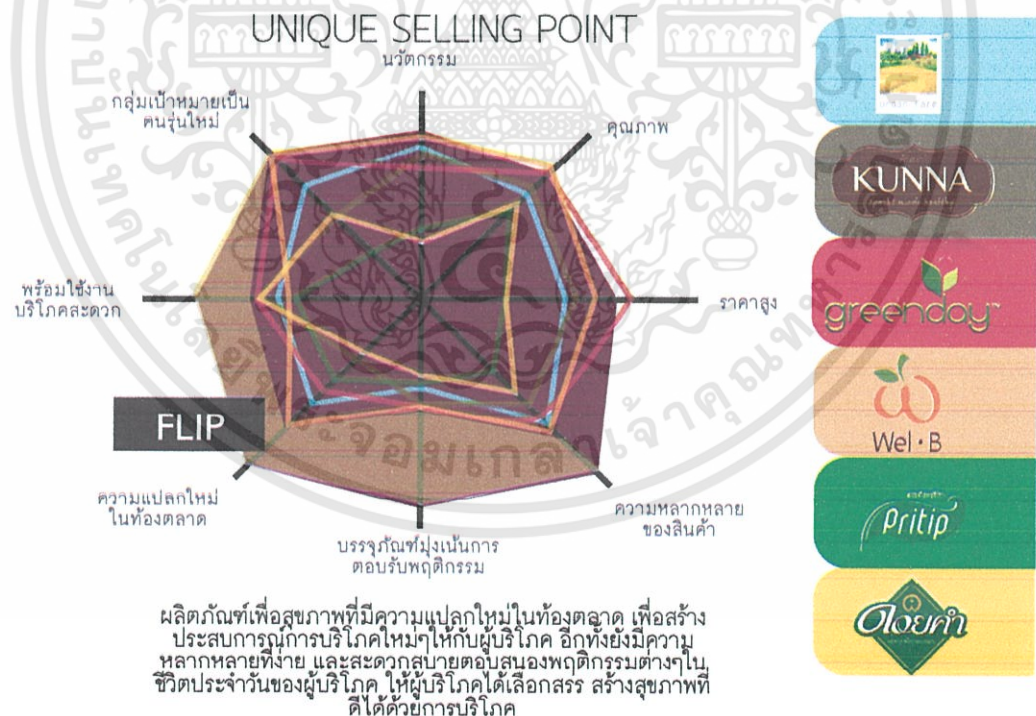 UNIQUE SELLING POINT
นวัตกรรม
กลุ่มเป้าหมายเป็น
คนรุ่นใหม่
คุณภาพ
พร้อมใช้งาน
บริโภคสะดวก
ราคาสูง
FLIP
ความแปลกใหม่
ในท้องตลาด
ความหลากหลาย
ของสินค้า
บรรจุภัณฑ์มุ่งเน้นการ
ตอบรับพฤติกรรม
KUNNA
greenday
Wel·B
Pritip
ดอยคำ
ผลิตภัณฑ์เพื่อสุขภาพที่มีความแปลกใหม่ในท้องตลาด เพื่อสร้าง
ประสบการณ์การบริโภคใหม่ๆให้กับผู้บริโภค อีกทั้งยังมีความ
หลากหลายที่ง่าย และสะดวกสบายตอบสนองพฤติกรรมต่างๆใน
ชีวิตประจำวันของผู้บริโภค ให้ผู้บริโภคได้เลือกสรร สร้างสุขภาพที่
ดีได้ด้วยการบริโภค